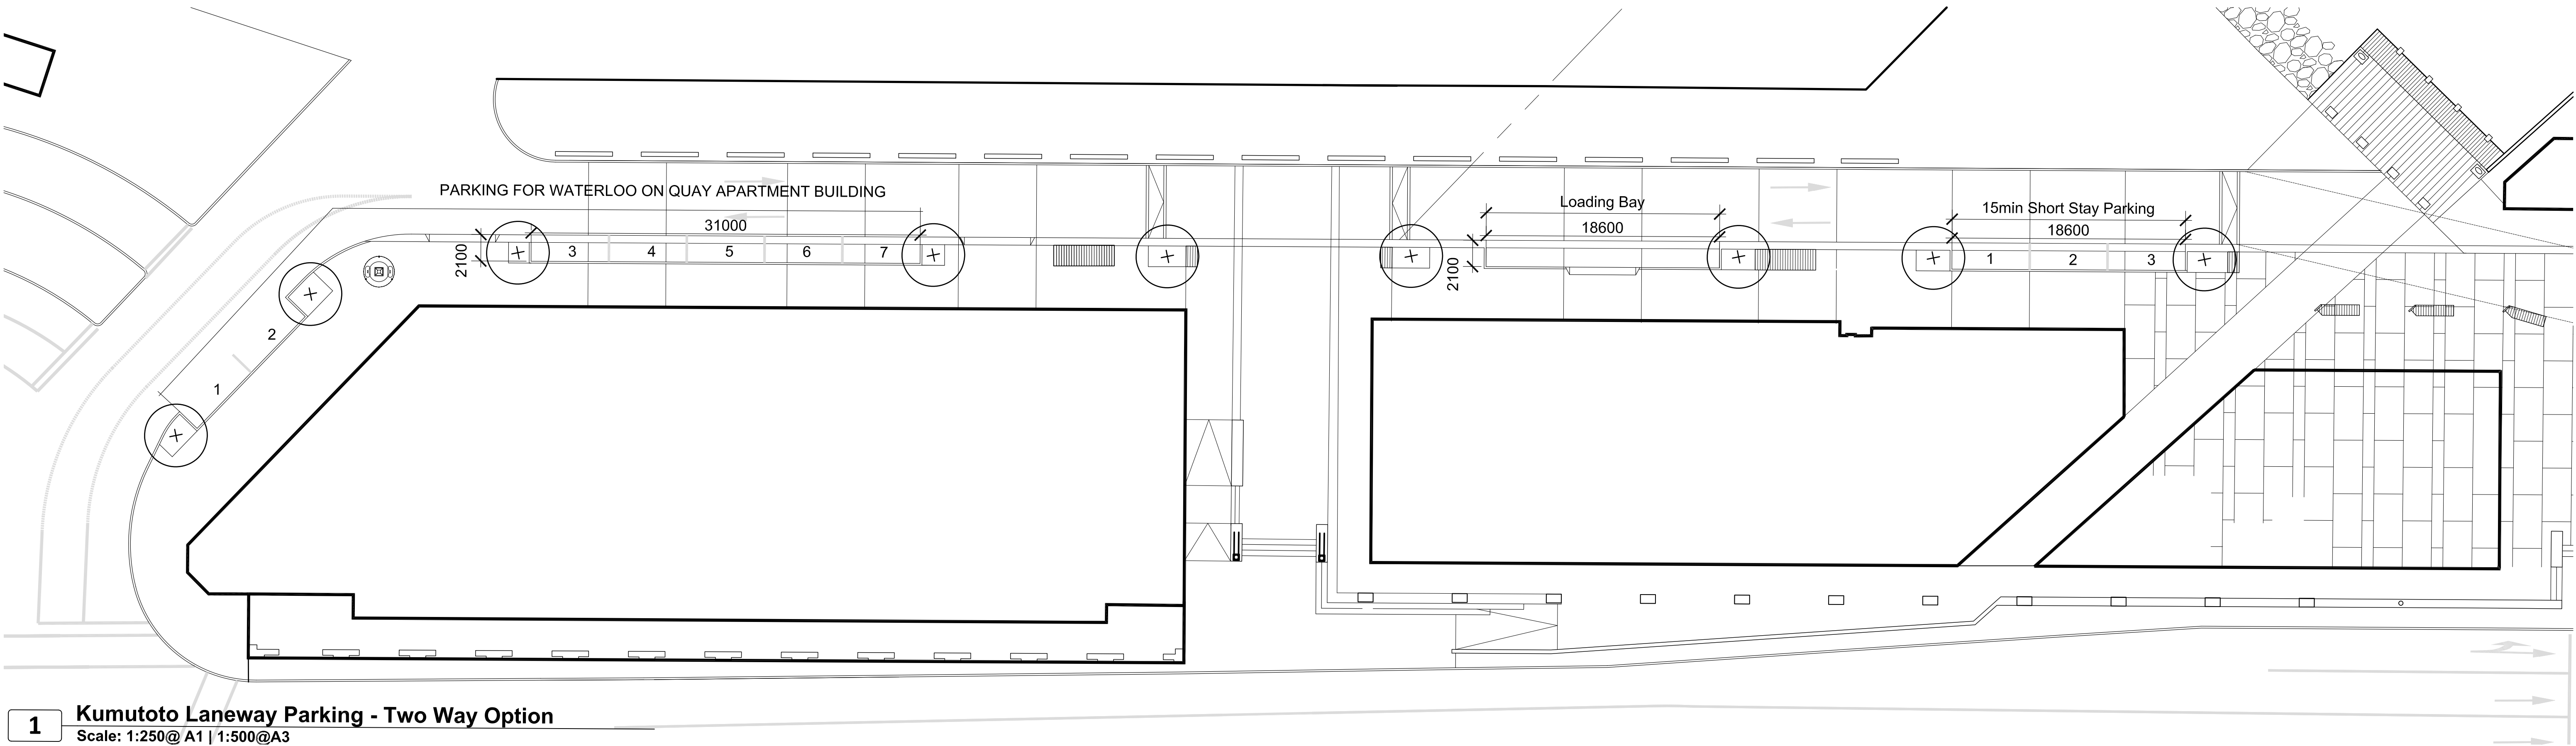 PARKING FOR WATERLOO ON QUAY APARTMENT BUILDING
31000
2100
3 4 5 6 7
2
1
Loading Bay
18600
2100
15min Short Stay Parking
18600
1 2 3
1
Kumutoto Laneway Parking - Two Way Option
Scale: 1:250@ A1 | 1:500@A3